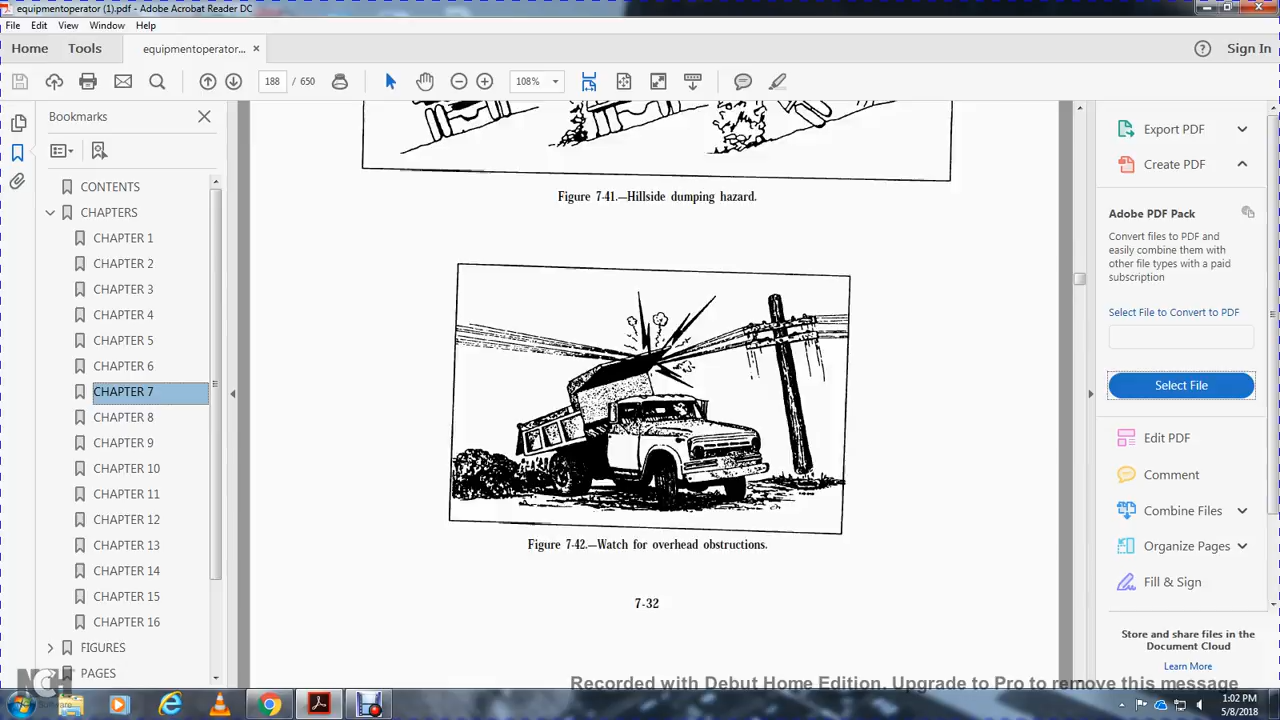 equipmentoperator (1).pdf - Adobe Acrobat Reader DC
File Edit View Window Help
Home Tools equipmentoperator... × Sign In
188 / 650 108%
Bookmarks
CONTENTS
CHAPTERS
CHAPTER 1
CHAPTER 2
CHAPTER 3
CHAPTER 4
CHAPTER 5
CHAPTER 6
CHAPTER 7
CHAPTER 8
CHAPTER 9
CHAPTER 10
CHAPTER 11
CHAPTER 12
CHAPTER 13
CHAPTER 14
CHAPTER 15
CHAPTER 16
FIGURES
PAGES
Figure 7-41.—Hillside dumping hazard.
Figure 7-42.—Watch for overhead obstructions.
7-32
Export PDF
Create PDF
Adobe PDF Pack
Convert files to PDF and
easily combine them with
other file types with a paid
subscription
Select File to Convert to PDF
Select File
Edit PDF
Comment
Combine Files
Organize Pages
Fill & Sign
Store and share files in the
Document Cloud
Learn More
NCH
Software
Recorded with Debut Home Edition. Upgrade to Pro to remove this message
1:02 PM
5/8/2018